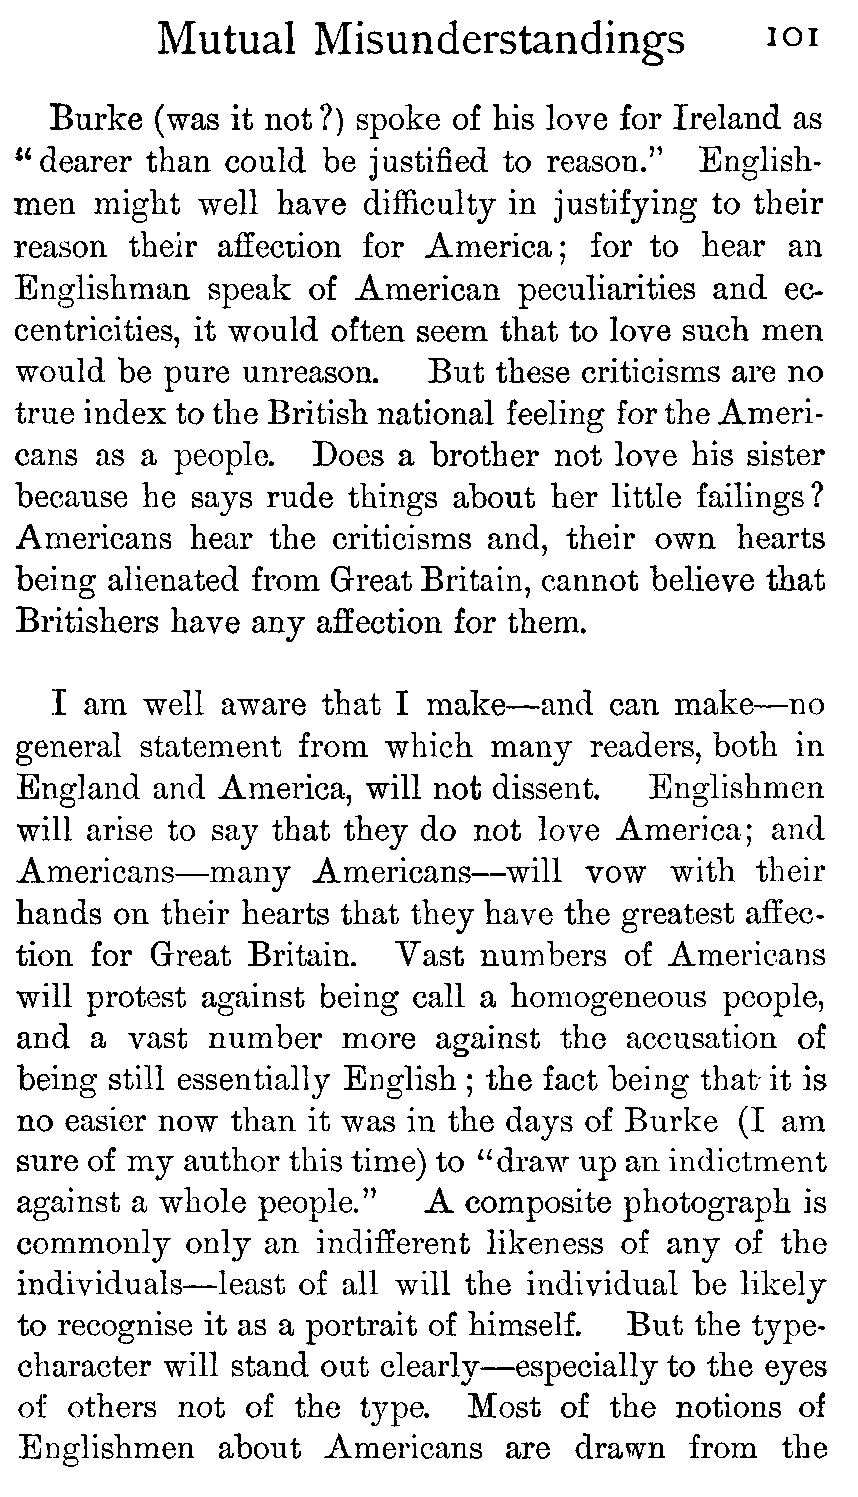 Mutual Misunderstandings 101
Burke (was it not?) spoke of his love for Ireland as
“dearer than could be justified to reason.” English-
men might well have difficulty in justifying to their
reason their affection for America; for to hear an
Englishman speak of American peculiarities and ec-
centricities, it would often seem that to love such men
would be pure unreason. But these criticisms are no
true index to the British national feeling for the Ameri-
cans as a people. Does a brother not love his sister
because he says rude things about her little failings?
Americans hear the criticisms and, their own hearts
being alienated from Great Britain, cannot believe that
Britishers have any affection for them.
I am well aware that I make—and can make—no
general statement from which many readers, both in
England and America, will not dissent. Englishmen
will arise to say that they do not love America; and
Americans—many Americans—will vow with their
hands on their hearts that they have the greatest affec-
tion for Great Britain. Vast numbers of Americans
will protest against being call a homogeneous people,
and a vast number more against the accusation of
being still essentially English; the fact being that it is
no easier now than it was in the days of Burke (I am
sure of my author this time) to “draw up an indictment
against a whole people.” A composite photograph is
commonly only an indifferent likeness of any of the
individuals—least of all will the individual be likely
to recognise it as a portrait of himself. But the type-
character will stand out clearly—especially to the eyes
of others not of the type. Most of the notions of
Englishmen about Americans are drawn from the